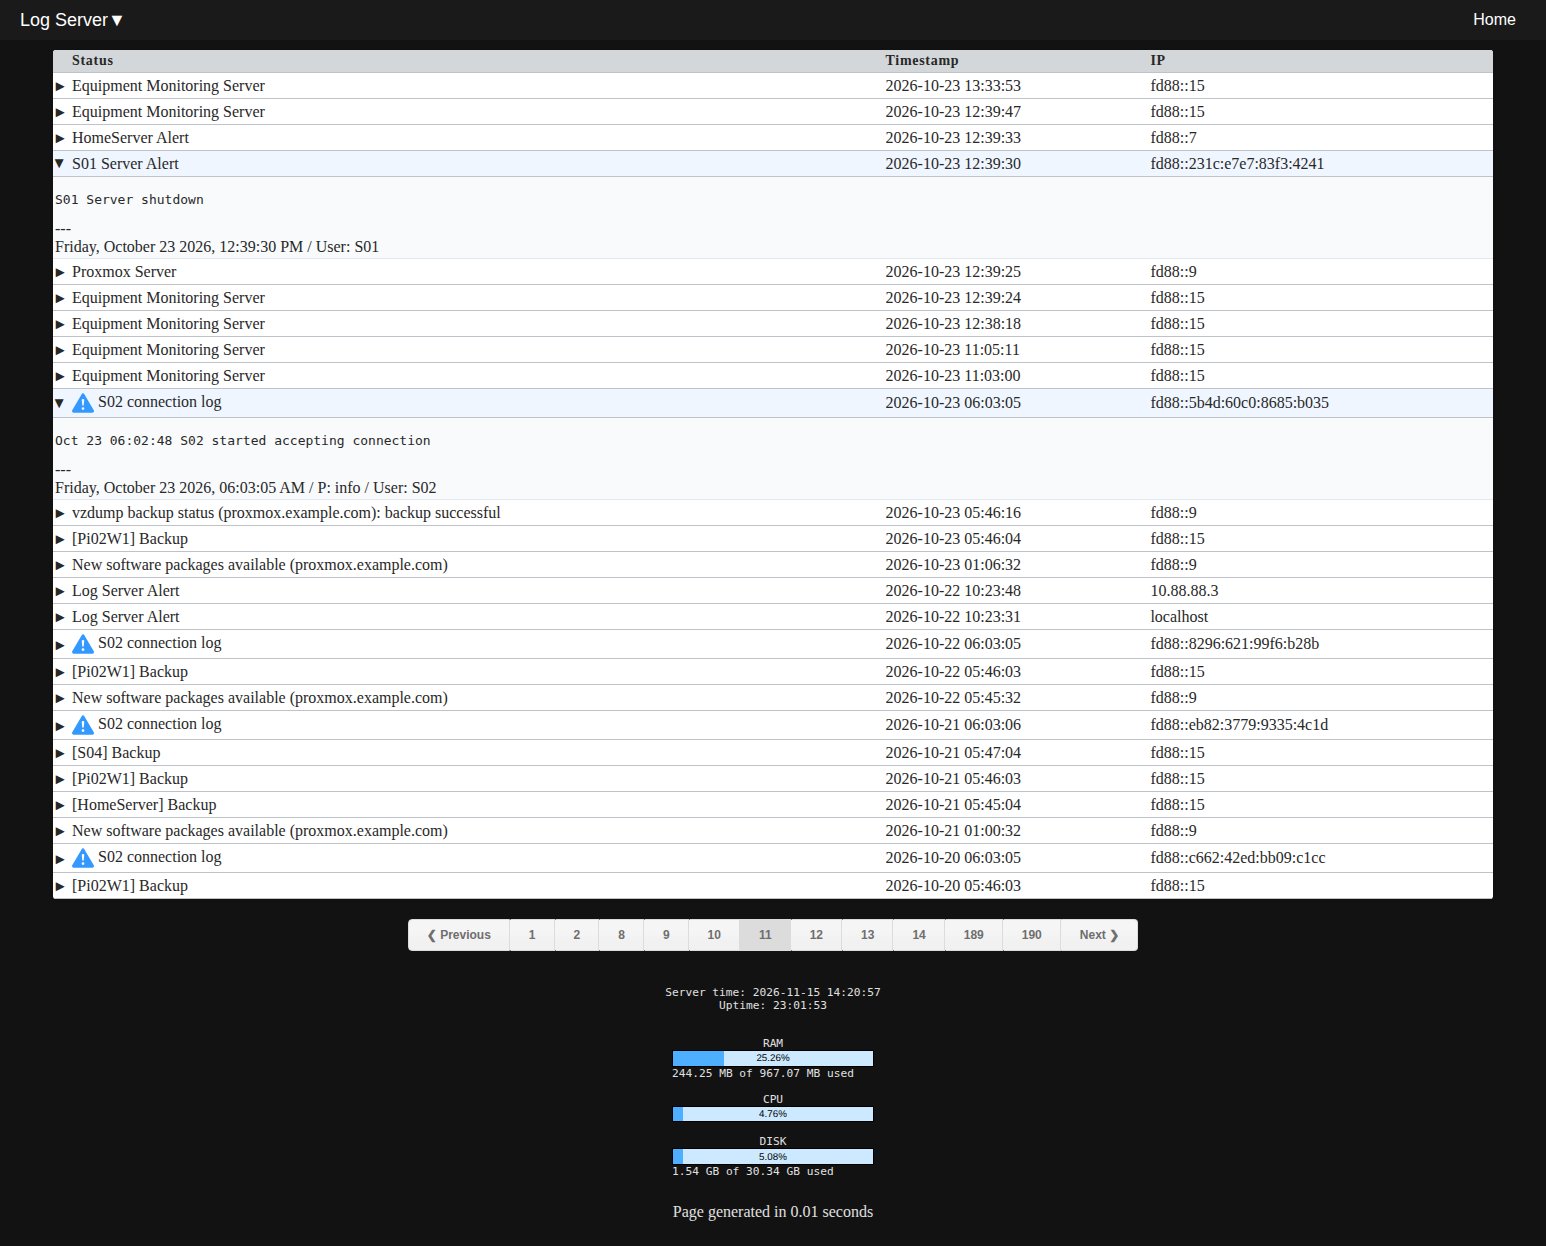 Log Server▼ Home
Status Timestamp IP
▶ Equipment Monitoring Server 2026-10-23 13:33:53 fd88::15
▶ Equipment Monitoring Server 2026-10-23 12:39:47 fd88::15
▶ HomeServer Alert 2026-10-23 12:39:33 fd88::7
▼ S01 Server Alert 2026-10-23 12:39:30 fd88::231c:e7e7:83f3:4241
S01 Server shutdown
---
Friday, October 23 2026, 12:39:30 PM / User: S01
▶ Proxmox Server 2026-10-23 12:39:25 fd88::9
▶ Equipment Monitoring Server 2026-10-23 12:39:24 fd88::15
▶ Equipment Monitoring Server 2026-10-23 12:38:18 fd88::15
▶ Equipment Monitoring Server 2026-10-23 11:05:11 fd88::15
▶ Equipment Monitoring Server 2026-10-23 11:03:00 fd88::15
▼ S02 connection log 2026-10-23 06:03:05 fd88::5b4d:60c0:8685:b035
Oct 23 06:02:48 S02 started accepting connection
---
Friday, October 23 2026, 06:03:05 AM / P: info / User: S02
▶ vzdump backup status (proxmox.example.com): backup successful 2026-10-23 05:46:16 fd88::9
▶ [Pi02W1] Backup 2026-10-23 05:46:04 fd88::15
▶ New software packages available (proxmox.example.com) 2026-10-23 01:06:32 fd88::9
▶ Log Server Alert 2026-10-22 10:23:48 10.88.88.3
▶ Log Server Alert 2026-10-22 10:23:31 localhost
▶ S02 connection log 2026-10-22 06:03:05 fd88::8296:621:99f6:b28b
▶ [Pi02W1] Backup 2026-10-22 05:46:03 fd88::15
▶ New software packages available (proxmox.example.com) 2026-10-22 05:45:32 fd88::9
▶ S02 connection log 2026-10-21 06:03:06 fd88::eb82:3779:9335:4c1d
▶ [S04] Backup 2026-10-21 05:47:04 fd88::15
▶ [Pi02W1] Backup 2026-10-21 05:46:03 fd88::15
▶ [HomeServer] Backup 2026-10-21 05:45:04 fd88::15
▶ New software packages available (proxmox.example.com) 2026-10-21 01:00:32 fd88::9
▶ S02 connection log 2026-10-20 06:03:05 fd88::c662:42ed:bb09:c1cc
▶ [Pi02W1] Backup 2026-10-20 05:46:03 fd88::15
❮ Previous 1 2 8 9 10 11 12 13 14 189 190 Next ❯
Server time: 2026-11-15 14:20:57
Uptime: 23:01:53
RAM
25.26%
244.25 MB of 967.07 MB used
CPU
4.76%
DISK
5.08%
1.54 GB of 30.34 GB used
Page generated in 0.01 seconds